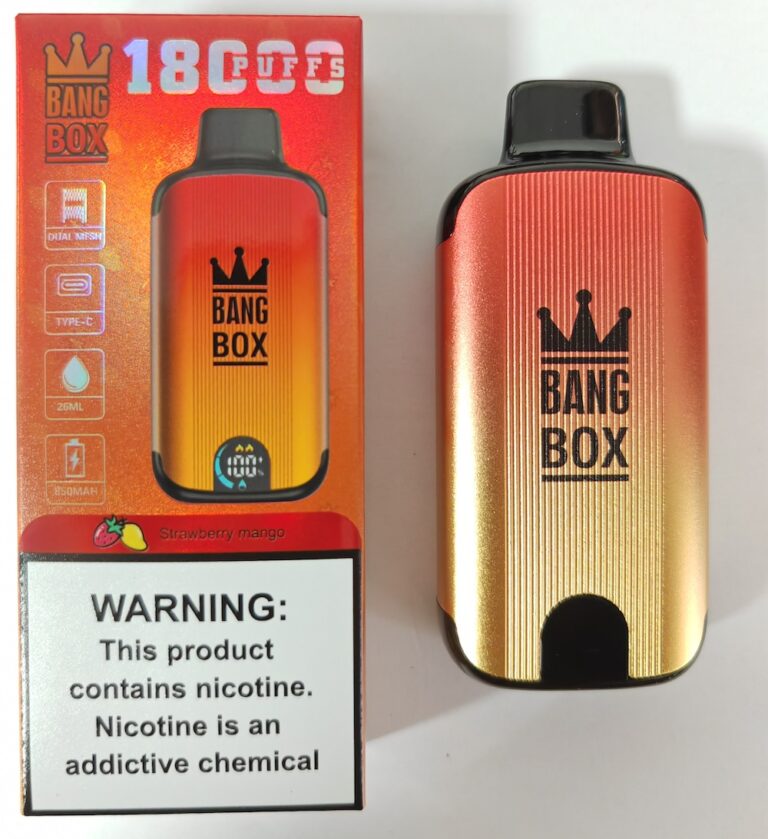 BANG
BOX
18000
PUFFS
DUAL MESH
TYPE-C
26ML
850MAH
BANG
BOX
100%
Strawberry mango
WARNING:
This product
contains nicotine.
Nicotine is an
addictive chemical
BANG
BOX